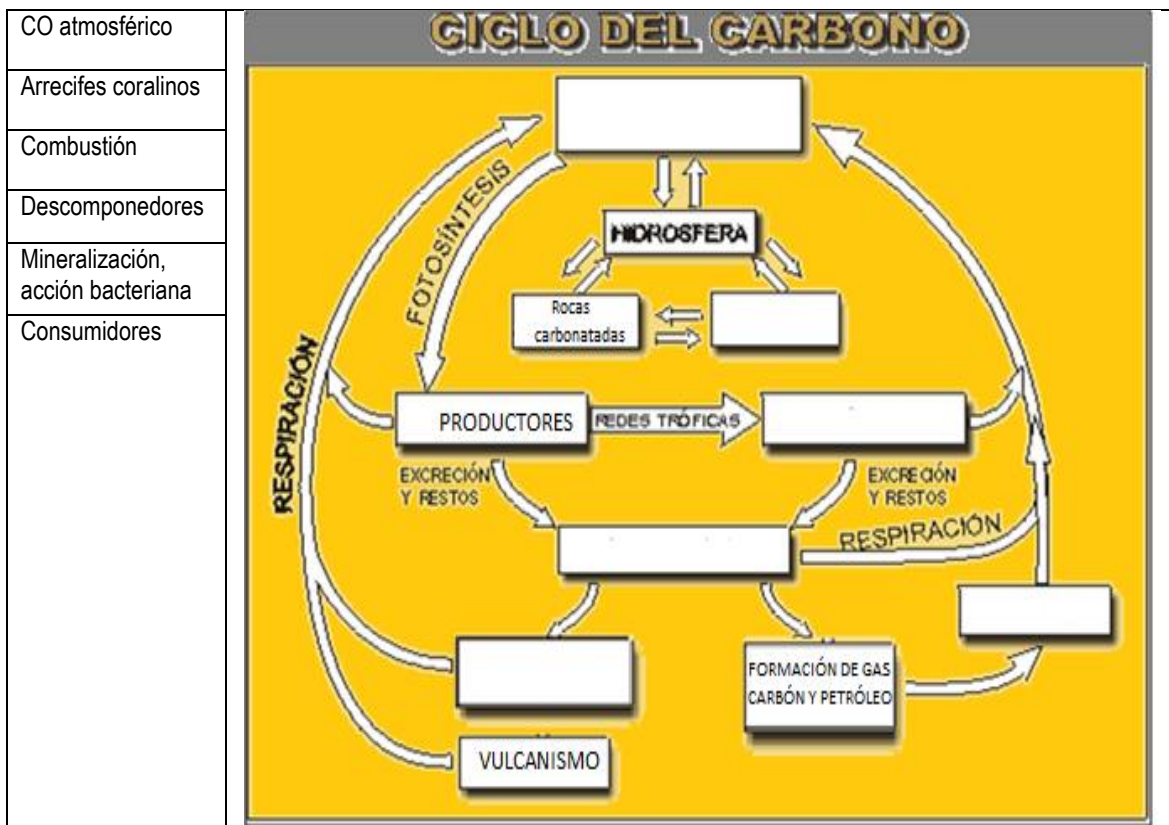 CO atmosférico
Arrecifes coralinos
Combustión
Descomponedores
Mineralización,
acción bacteriana
Consumidores
CICLO DEL CARBONO
FOTOSÍNTESIS
HIDROSFERA
Rocas
carbonatadas
RESPIRACIÓN
PRODUCTORES
REDES TRÓFICAS
EXCRECIÓN
Y RESTOS
EXCRECIÓN
Y RESTOS
RESPIRACIÓN
FORMACIÓN DE GAS
CARBÓN Y PETRÓLEO
VULCANISMO